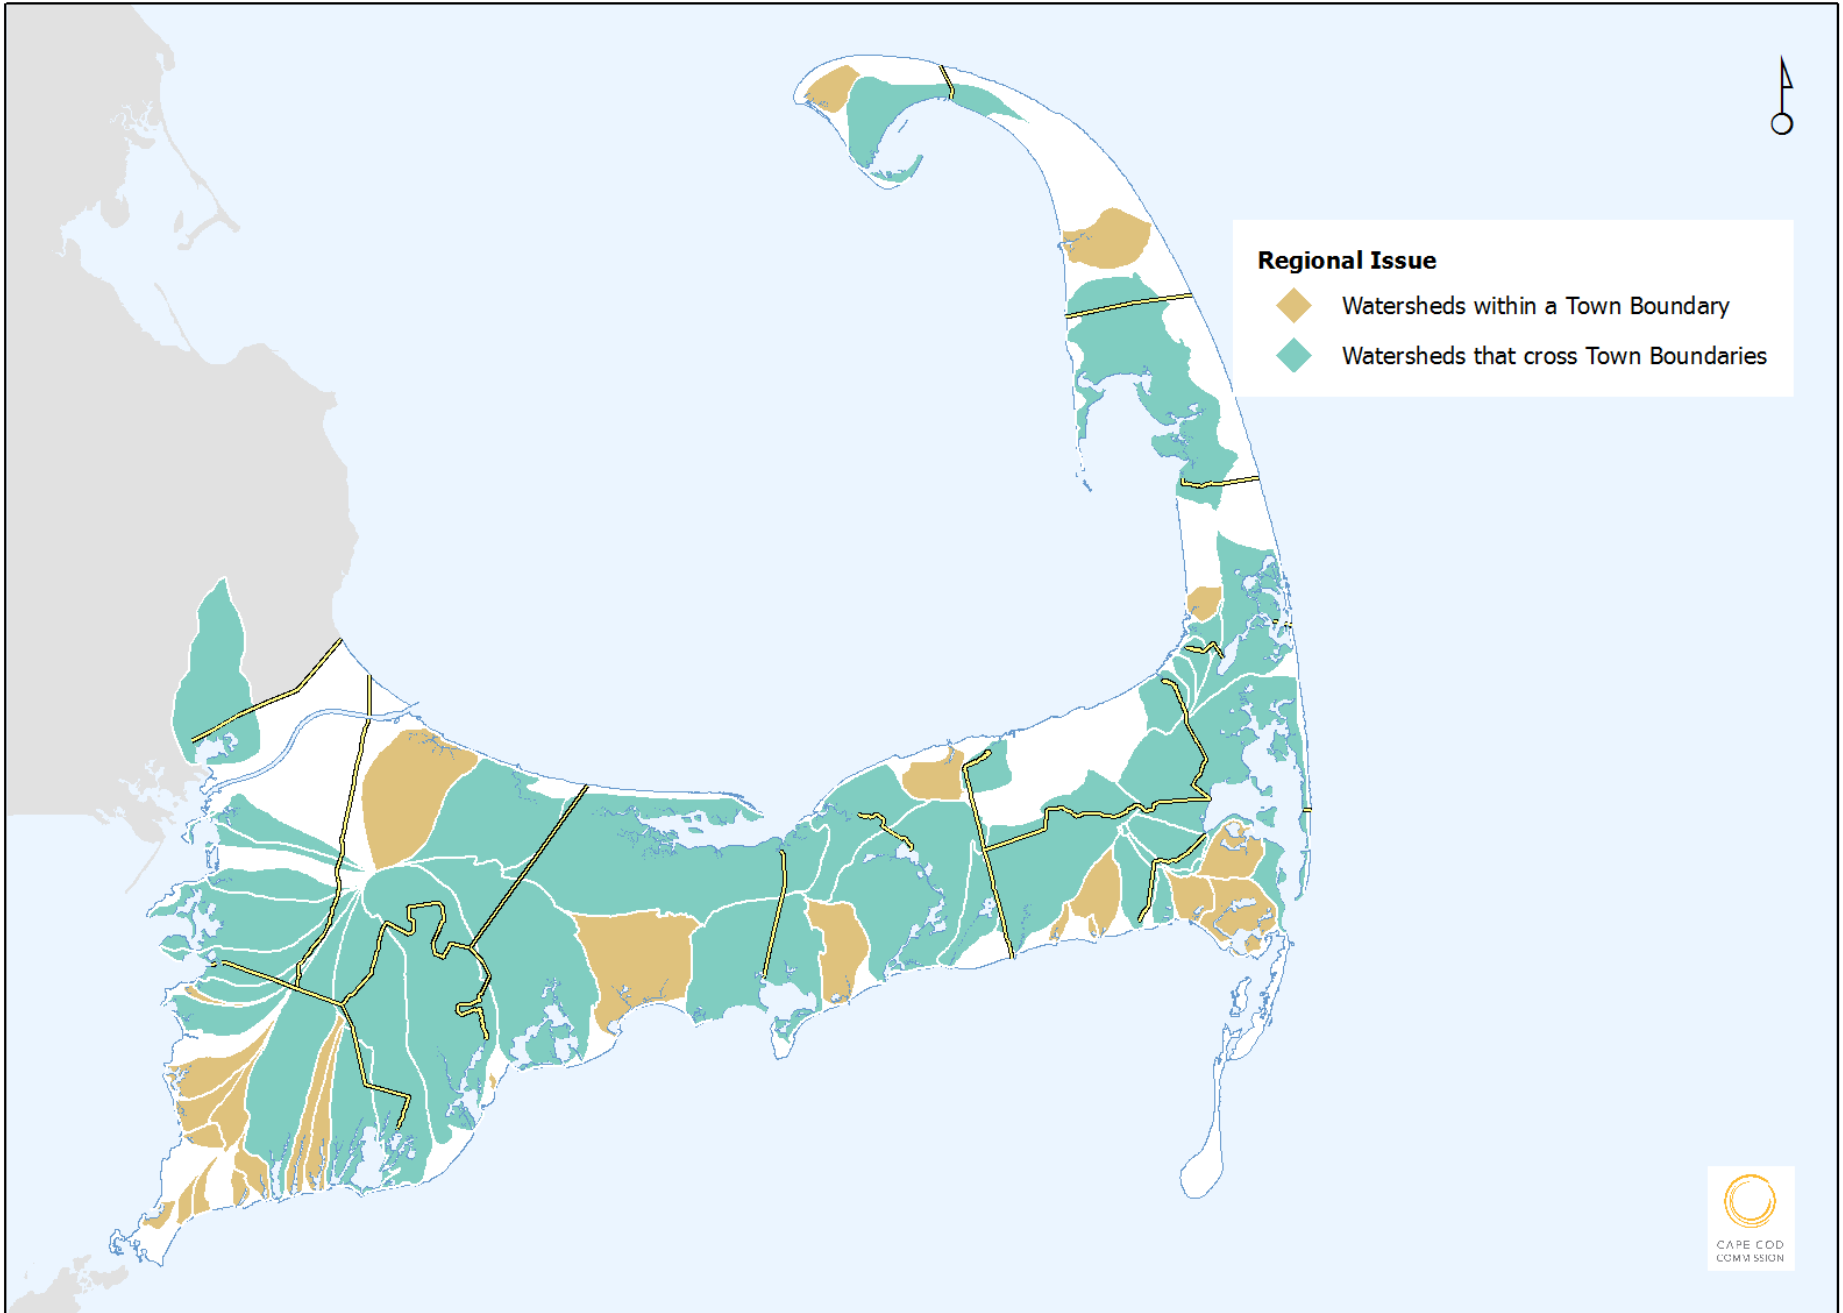 Regional Issue
Watersheds within a Town Boundary
Watersheds that cross Town Boundaries
CAPE COD
COMMISSION